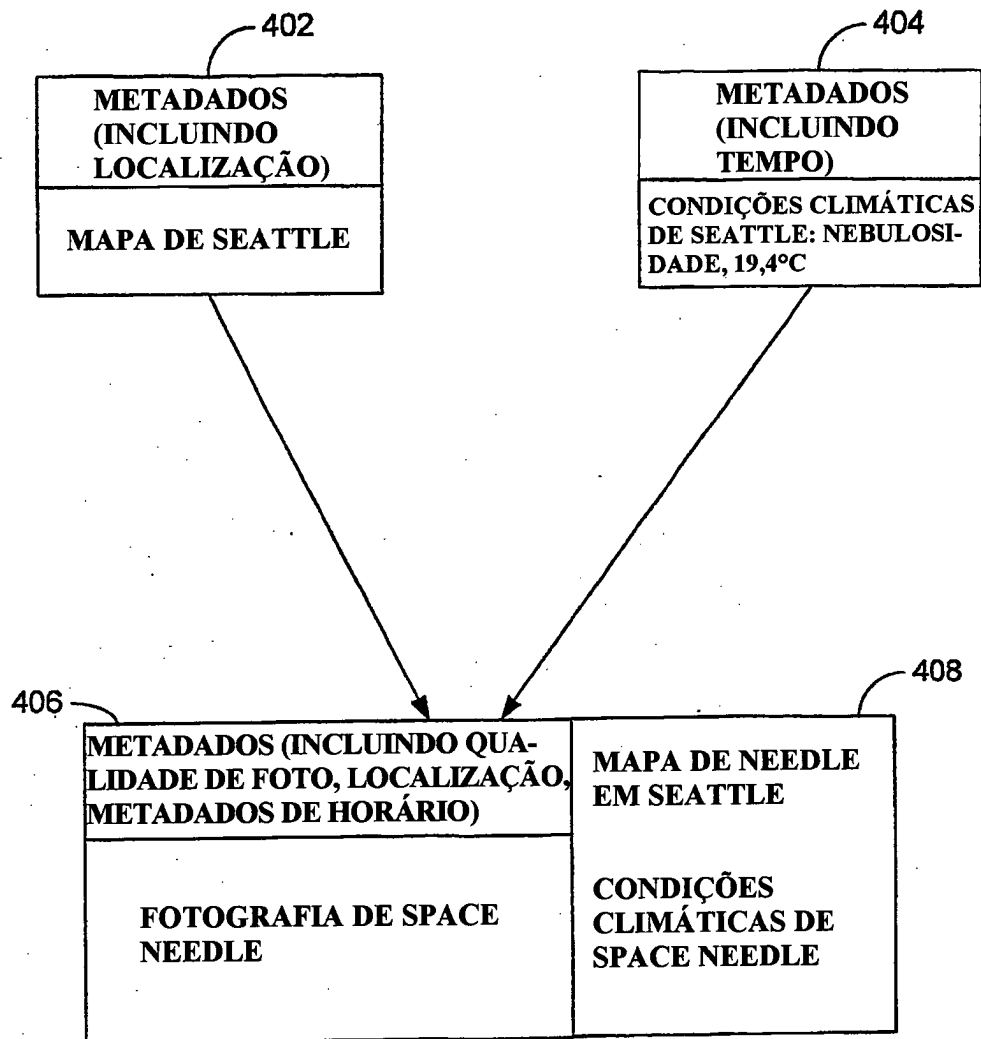 402
404
METADADOS
(INCLUINDO
LOCALIZAÇÃO)
MAPA DE SEATTLE
METADADOS
(INCLUINDO
TEMPO)
CONDIÇÕES CLIMÁTICAS
DE SEATTLE: NEBULOSI-
DADE, 19,4°C
406
408
METADADOS (INCLUINDO QUA-
LIDADE DE FOTO, LOCALIZAÇÃO,
METADADOS DE HORÁRIO)
FOTOGRAFIA DE SPACE
NEEDLE
MAPA DE NEEDLE
EM SEATTLE
CONDIÇÕES
CLIMÁTICAS DE
SPACE NEEDLE